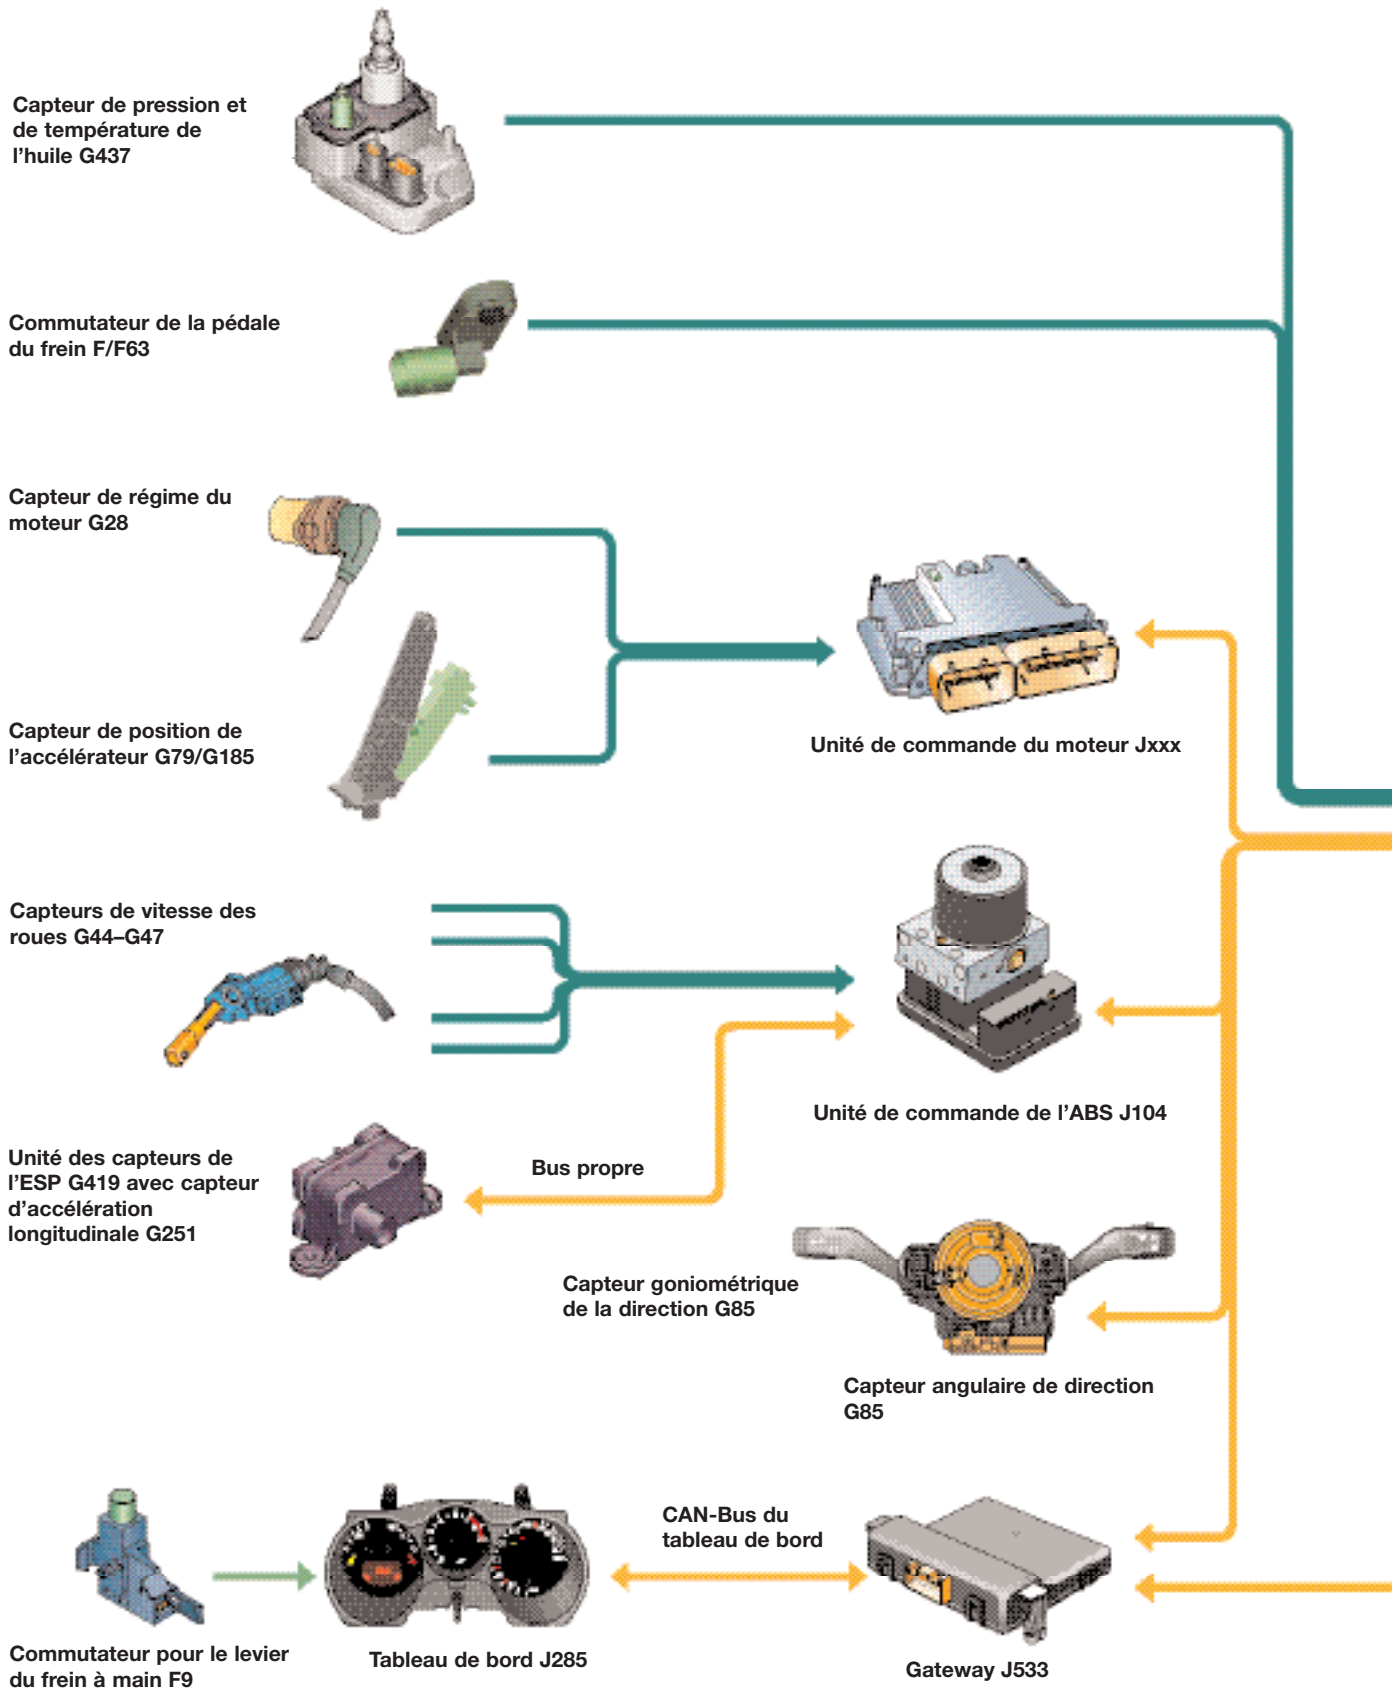 Capteur de pression et
de température de
l'huile G437
Commutateur de la pédale
du frein F/F63
Capteur de régime du
moteur G28
Capteur de position de
l'accélérateur G79/G185
Unité de commande du moteur Jxxx
Capteurs de vitesse des
roues G44–G47
Unité de commande de l'ABS J104
Unité des capteurs de
l'ESP G419 avec capteur
d'accélération
longitudinale G251
Bus propre
Capteur goniométrique
de la direction G85
Capteur angulaire de direction
G85
CAN-Bus du
tableau de bord
Commutateur pour le levier
du frein à main F9
Tableau de bord J285
Gateway J533